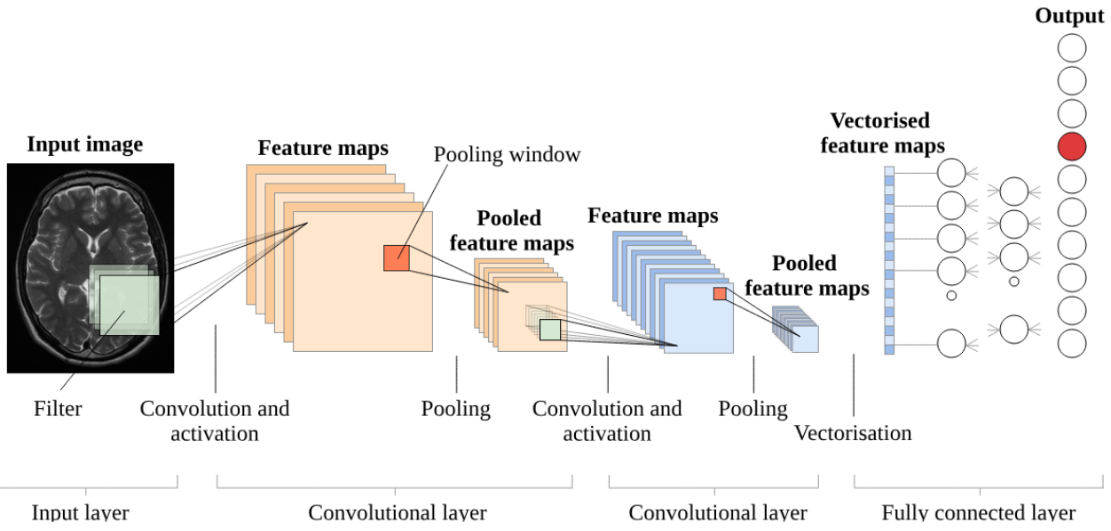 Output
Input image
Feature maps
Pooling window
Vectorised
feature maps
Pooled
feature maps
Feature maps
Pooled
feature maps
Filter
Convolution and
activation
Pooling
Convolution and
activation
Pooling
Vectorisation
Input layer
Convolutional layer
Convolutional layer
Fully connected layer